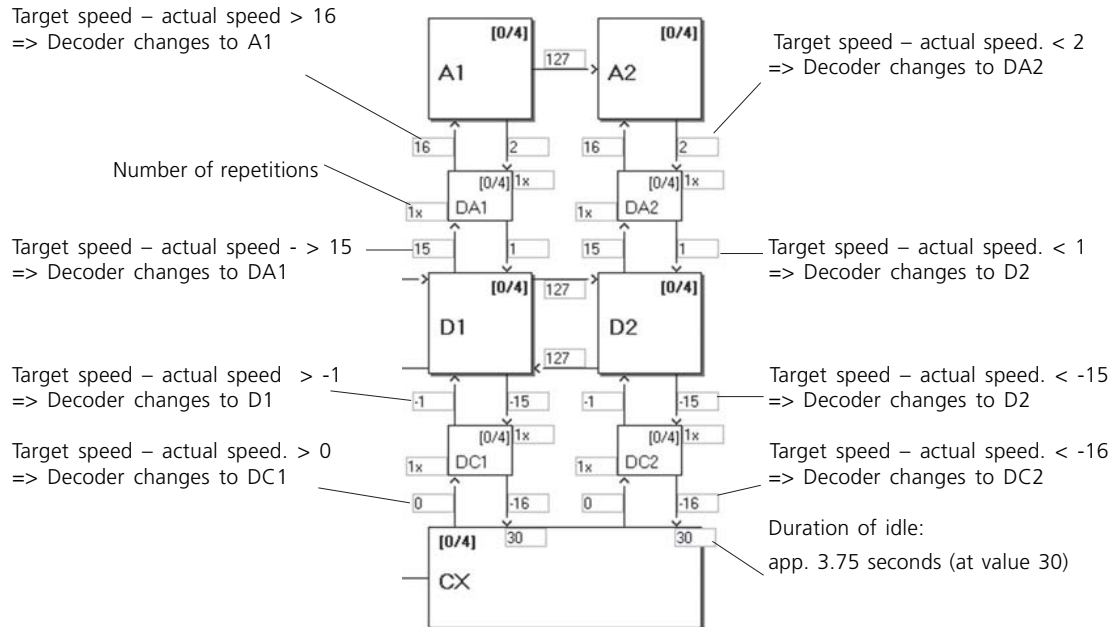 Target speed – actual speed > 16
=> Decoder changes to A1
[0/4]
A1
127
[0/4]
A2
Target speed – actual speed. < 2
=> Decoder changes to DA2
16
2
16
2
Number of repetitions
[0/4]
1x
DA1
1x
[0/4]
1x
DA2
1x
Target speed – actual speed - > 15
=> Decoder changes to DA1
15
1
15
1
Target speed – actual speed. < 1
=> Decoder changes to D2
[0/4]
D1
127
127
[0/4]
D2
Target speed – actual speed > -1
=> Decoder changes to D1
-1
-15
-1
-15
Target speed – actual speed. < -15
=> Decoder changes to D2
[0/4]
1x
DC1
1x
[0/4]
1x
DC2
1x
Target speed – actual speed. > 0
=> Decoder changes to DC1
0
-16
0
-16
Target speed – actual speed. < -16
=> Decoder changes to DC2
[0/4]
30
30
CX
Duration of idle:
app. 3.75 seconds (at value 30)